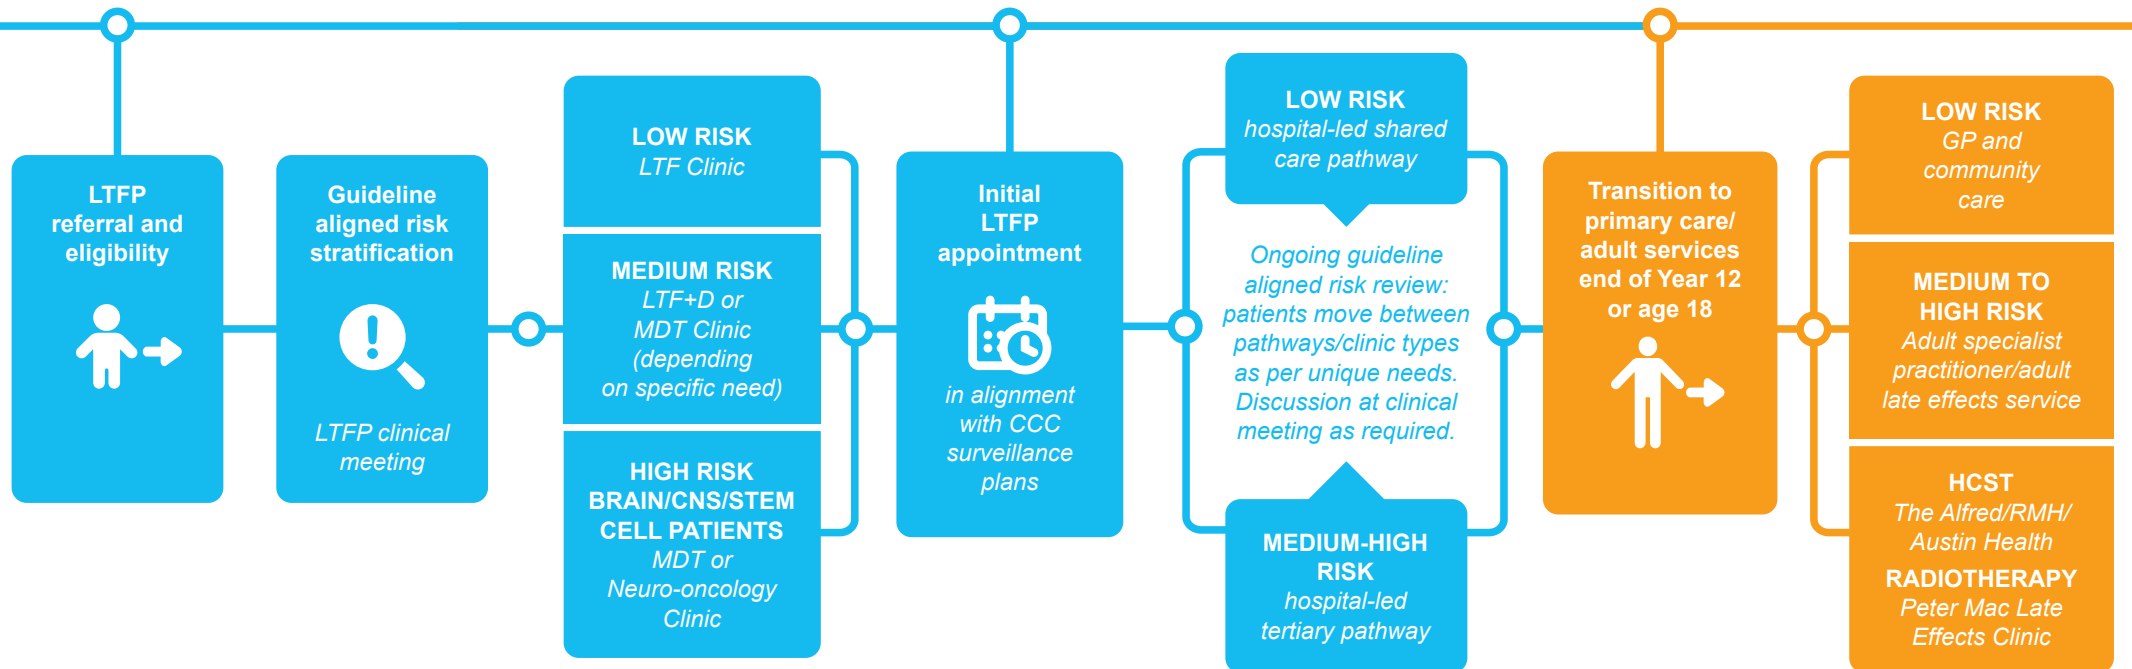 LTFP
referral and
eligibility
Guideline
aligned risk
stratification
LTFP clinical
meeting
LOW RISK
LTF Clinic
MEDIUM RISK
LTF+D or
MDT Clinic
(depending
on specific need)
HIGH RISK
BRAIN/CNS/STEM
CELL PATIENTS
MDT or
Neuro-oncology
Clinic
Initial
LTFP
appointment
in alignment
with CCC
surveillance
plans
LOW RISK
hospital-led shared
care pathway
Ongoing guideline
aligned risk review:
patients move between
pathways/clinic types
as per unique needs.
Discussion at clinical
meeting as required.
MEDIUM-HIGH
RISK
hospital-led
tertiary pathway
Transition to
primary care/
adult services
end of Year 12
or age 18
LOW RISK
GP and
community
care
MEDIUM TO
HIGH RISK
Adult specialist
practitioner/adult
late effects service
HCST
The Alfred/RMH/
Austin Health
RADIOTHERAPY
Peter Mac Late
Effects Clinic